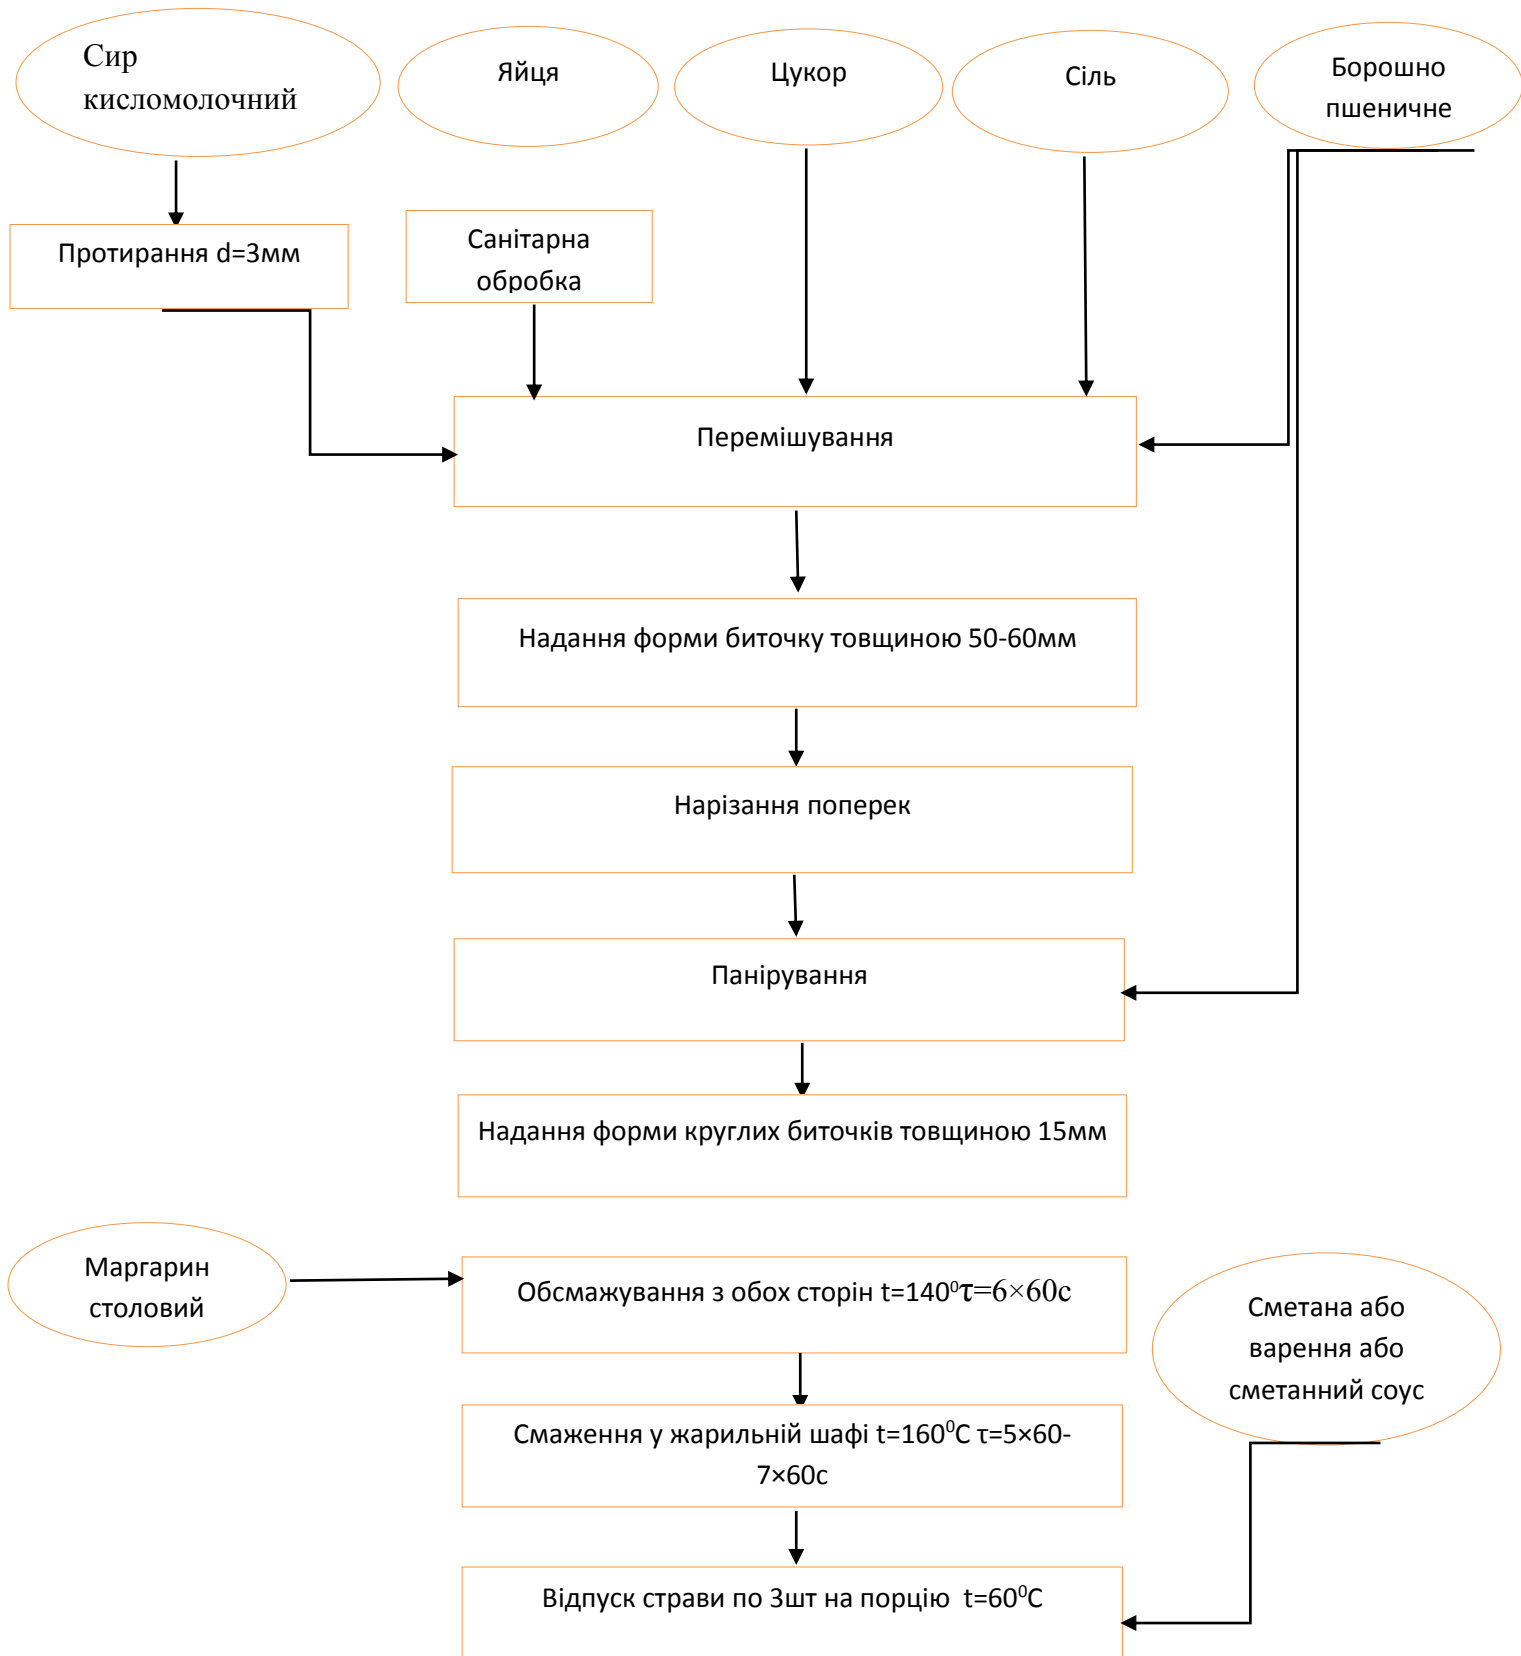 Сир
кисломолочний
Яйця
Цукор
Сіль
Борошно
пшеничне
Протирання d=3мм
Санітарна
обробка
Перемішування
Надання форми биточку товщиною 50-60мм
Нарізання поперек
Панірування
Надання форми круглих биточків товщиною 15мм
Маргарин
столовий
Обсмажування з обох сторін t=140⁰τ=6×60с
Сметана або
варення або
сметанний соус
Смаження у жарильній шафі t=160⁰С τ=5×60-
7×60с
Відпуск страви по 3шт на порцію  t=60⁰С